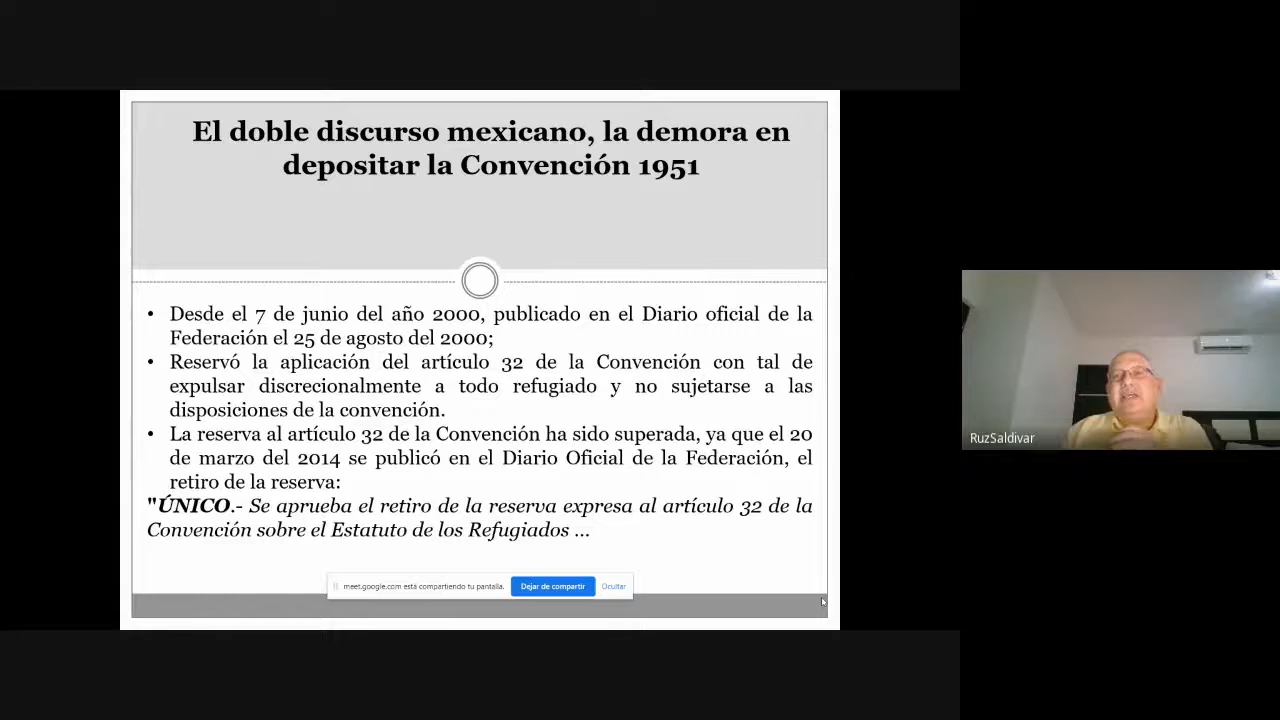 El doble discurso mexicano, la demora en
depositar la Convención 1951
• Desde el 7 de junio del año 2000, publicado en el Diario oficial de la
Federación el 25 de agosto del 2000;
• Reservó la aplicación del artículo 32 de la Convención con tal de
expulsar discrecionalmente a todo refugiado y no sujetarse a las
disposiciones de la convención.
• La reserva al artículo 32 de la Convención ha sido superada, ya que el 20
de marzo del 2014 se publicó en el Diario Oficial de la Federación, el
retiro de la reserva:
"ÚNICO.- Se aprueba el retiro de la reserva expresa al artículo 32 de la
Convención sobre el Estatuto de los Refugiados ...
meet.google.com está compartiendo tu pantalla. Dejar de compartir Ocultar
RuzSaldivar